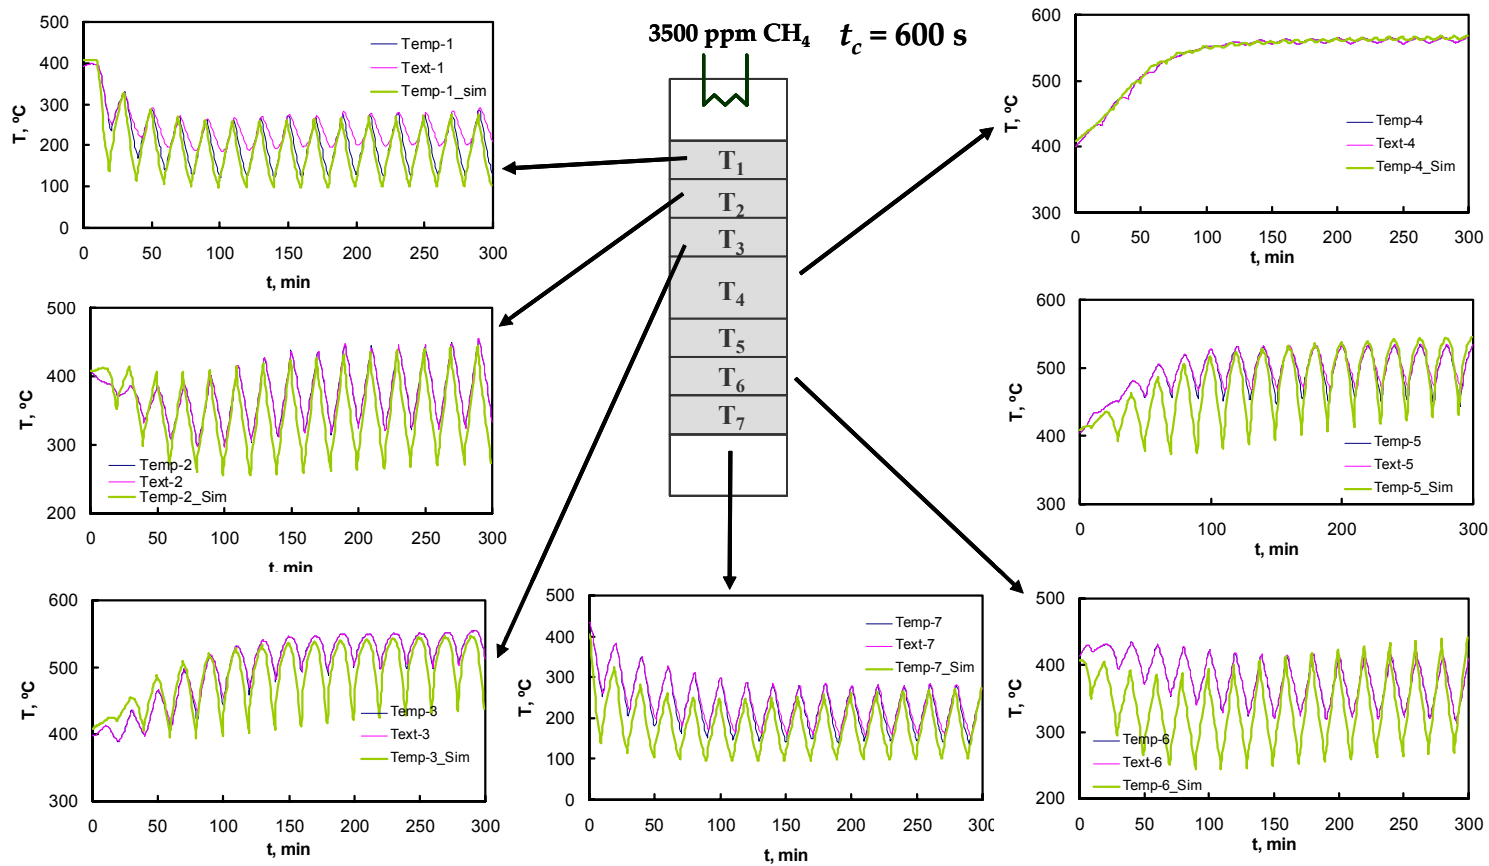 3500 ppm CH₄ t_c = 600 s
500
400
300
200
100
0
T, ºC
Temp-1
Text-1
Temp-1_sim
0 50 100 150 200 250 300
t, min
600
500
400
300
T, ºC
Temp-4
Text-4
Temp-4_Sim
0 50 100 150 200 250 300
t, min
T₁
T₂
T₃
T₄
T₅
T₆
T₇
500
400
300
200
T, ºC
Temp-2
Text-2
Temp-2_Sim
0 50 100 150 200 250 300
t, min
600
500
400
300
T, ºC
Temp-5
Text-5
Temp-5_Sim
0 100 200 300
t, min
600
500
400
300
T, ºC
Temp-3
Text-3
Temp-3_Sim
0 50 100 150 200 250 300
t, min
500
400
300
200
100
0
T, ºC
Temp-7
Text-7
Temp-7_Sim
0 50 100 150 200 250 300
t, min
500
400
300
200
T, ºC
Temp-6
Text-6
Temp-6_Sim
0 50 100 150 200 250 300
t, min